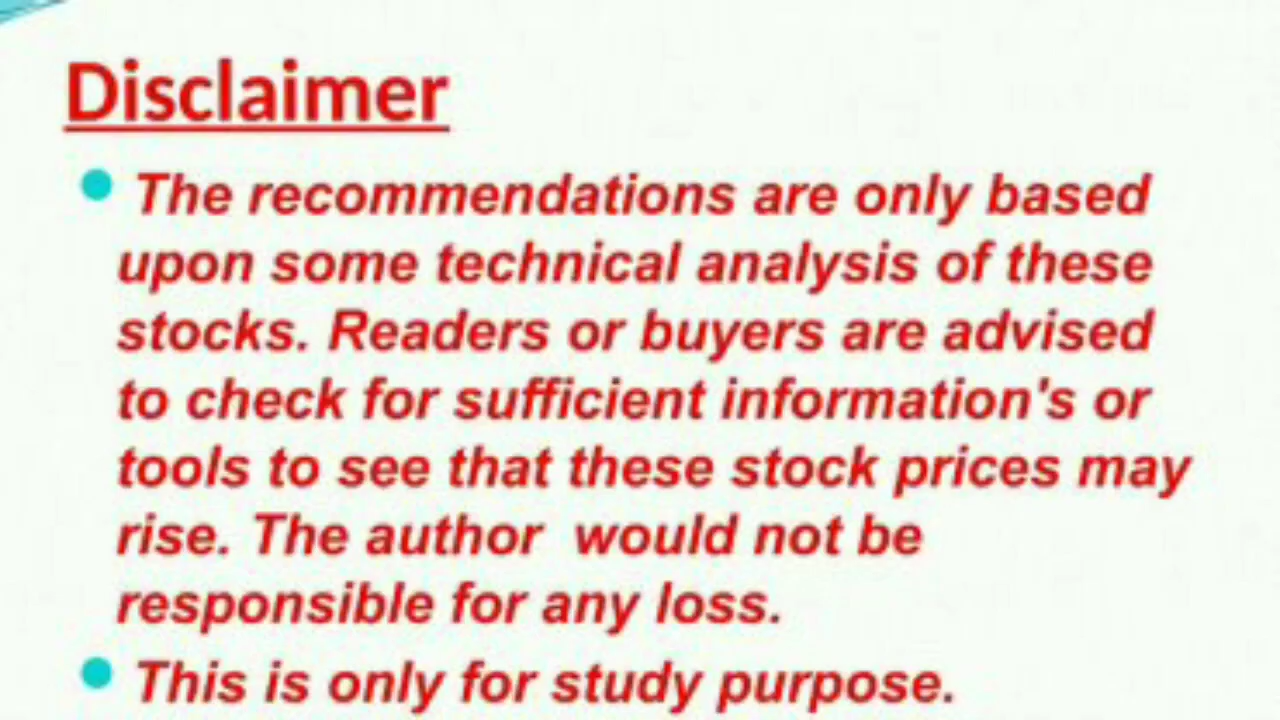 Disclaimer
The recommendations are only based
upon some technical analysis of these
stocks. Readers or buyers are advised
to check for sufficient information's or
tools to see that these stock prices may
rise. The author  would not be
responsible for any loss.
This is only for study purpose.